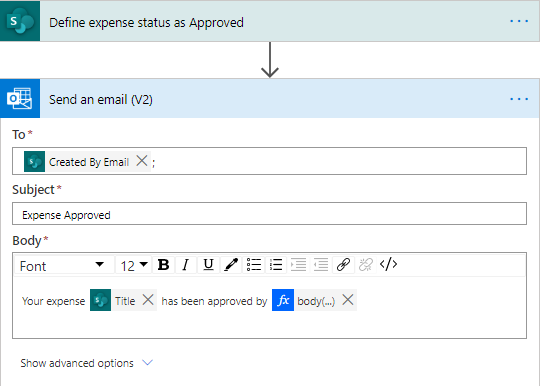 Define expense status as Approved
Send an email (V2)
To*
Created By Email ;
Subject*
Expense Approved
Body*
Font 12 B I U </>
Your expense Title has been approved by fx body(...)
Show advanced options